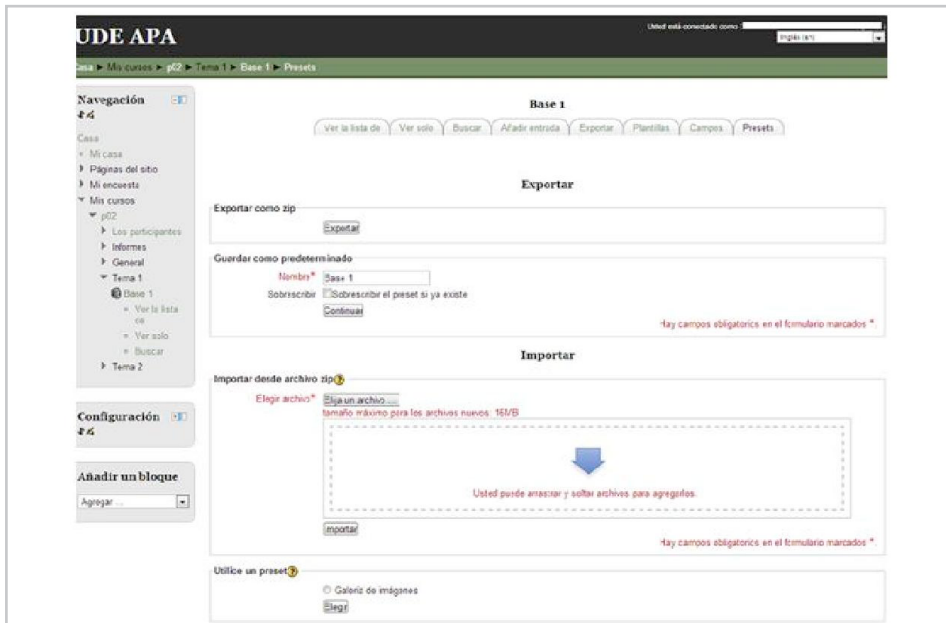 UDE APA
Usted está conectado como
Inglés (en)
Casa ► Mis cursos ► p02 ► Tema 1 ► Base 1 ► Presets
Navegación
Casa
Mi casa
Páginas del sitio
Mi encuesta
Mis cursos
p02
Los participantes
Informes
General
Tema 1
Base 1
Ver la lista
de
Ver solo
Buscar
Tema 2
Configuración
Añadir un bloque
Agregar ...
Base 1
Ver la lista de
Ver solo
Buscar
Añadir entrada
Exportar
Plantillas
Campos
Presets
Exportar
Exportar como zip
Exportar
Guardar como predeterminado
Nombre* Base 1
Sobrescribir Sobrescribir el preset si ya existe
Continuar
Hay campos obligatorios en el formulario marcados *.
Importar
Importar desde archivo zip
Elegir archivo* Elija un archivo ...
tamaño máximo para los archivos nuevos: 16MB
Usted puede arrastrar y soltar archivos para agregarlos.
Importar
Hay campos obligatorios en el formulario marcados *.
Utilice un preset
Galería de imágenes
Elegir